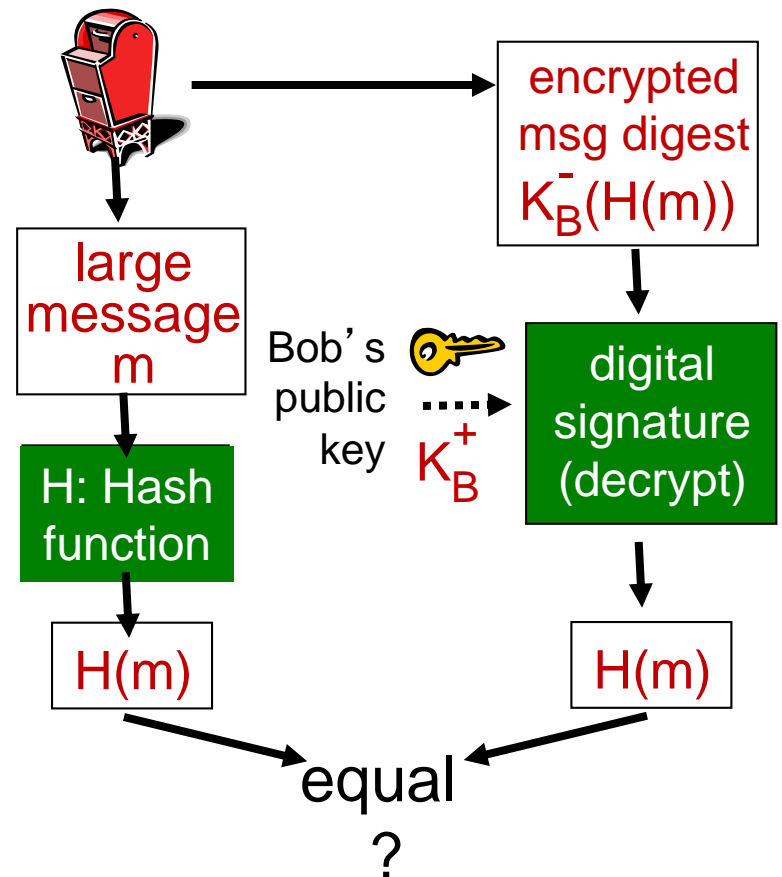 encrypted
msg digest
K_B^-(H(m))
large
message
m
Bob's
public
key
K_B^+
digital
signature
(decrypt)
H: Hash
function
H(m)
H(m)
equal
?